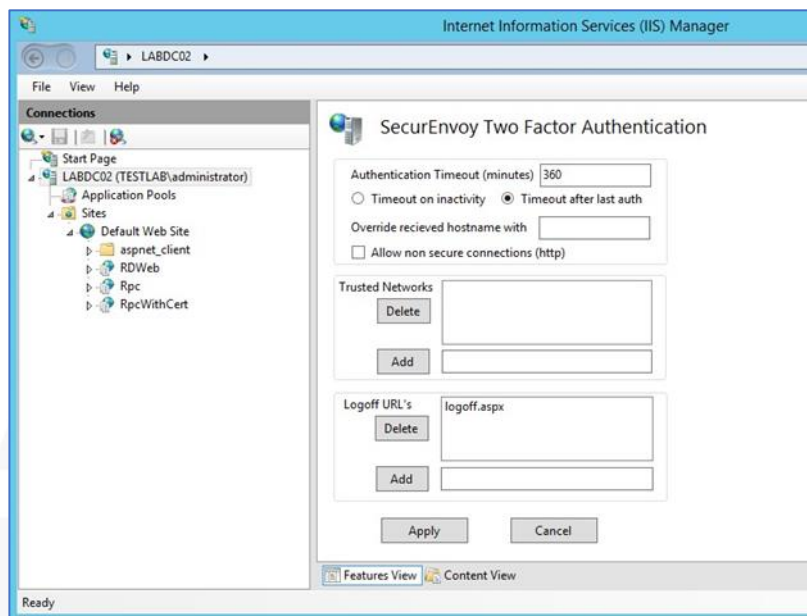 Internet Information Services (IIS) Manager
LABDC02
File View Help
Connections
Start Page
LABDC02 (TESTLAB\administrator)
Application Pools
Sites
Default Web Site
aspnet_client
RDWeb
Rpc
RpcWithCert
SecurEnvoy Two Factor Authentication
Authentication Timeout (minutes) 360
Timeout on inactivity Timeout after last auth
Override recieved hostname with
Allow non secure connections (http)
Trusted Networks
Delete
Add
Logoff URL's logoff.aspx
Delete
Add
Apply Cancel
Features View Content View
Ready